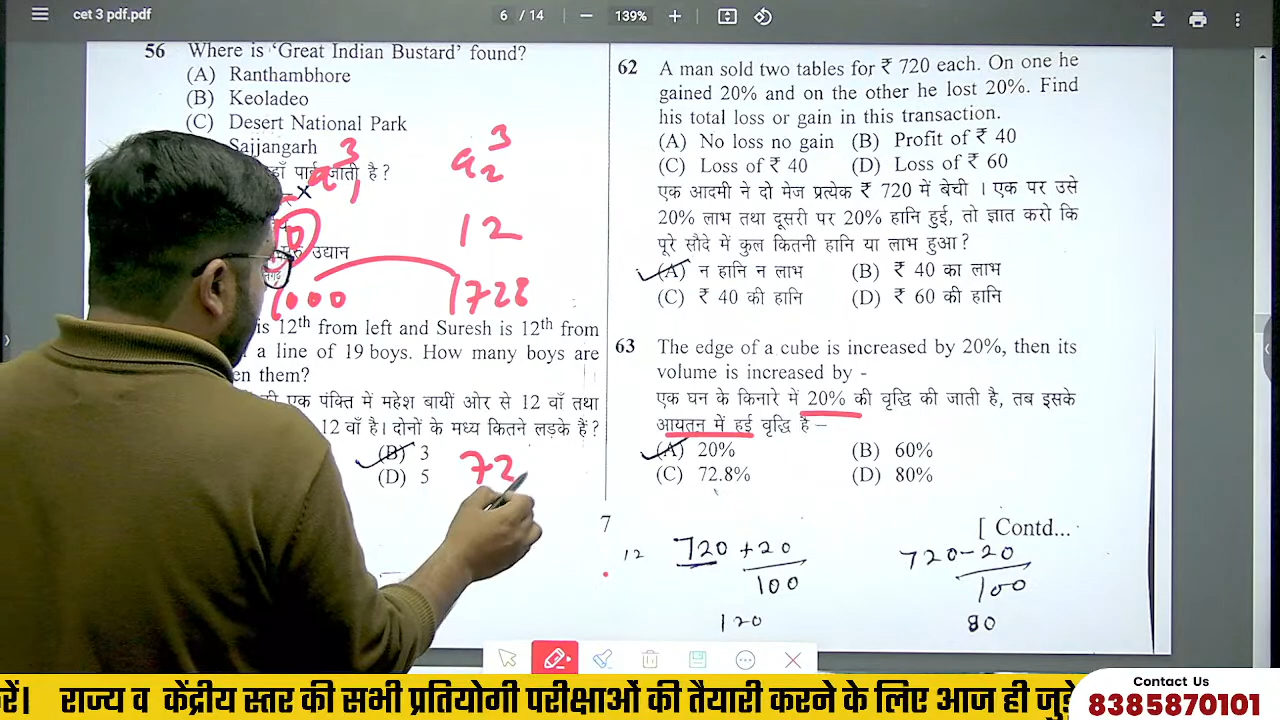 cet 3 pdf.pdf
6 / 14
139%
56 Where is 'Great Indian Bustard' found?
(A) Ranthambhore
(B) Keoladeo
(C) Desert National Park
Sajjangarh
पाई जाती है ?
उद्यान
a₁³ a₂³
12
1000 1728
is 12th from left and Suresh is 12th from
a line of 19 boys. How many boys are
en them?
की एक पंक्ति में महेश बायीं ओर से 12 वाँ तथा
12 वाँ है। दोनों के मध्य कितने लड़के हैं ?
(B) 3
(D) 5
72
7
62 A man sold two tables for ₹ 720 each. On one he
gained 20% and on the other he lost 20%. Find
his total loss or gain in this transaction.
(A) No loss no gain (B) Profit of ₹ 40
(C) Loss of ₹ 40 (D) Loss of ₹ 60
एक आदमी ने दो मेज प्रत्येक ₹ 720 में बेची । एक पर उसे
20% लाभ तथा दूसरी पर 20% हानि हुई, तो ज्ञात करो कि
पूरे सौदे में कुल कितनी हानि या लाभ हुआ ?
(A) न हानि न लाभ (B) ₹ 40 का लाभ
(C) ₹ 40 की हानि (D) ₹ 60 की हानि
63 The edge of a cube is increased by 20%, then its
volume is increased by -
एक घन के किनारे में 20% की वृद्धि की जाती है, तब इसके
आयतन में हुई वृद्धि है –
(A) 20% (B) 60%
(C) 72.8% (D) 80%
[ Contd...
12 720 +20 720-20
100 100
120 80
रें। राज्य व केंद्रीय स्तर की सभी प्रतियोगी परीक्षाओं की तैयारी करने के लिए आज ही जुड़े
Contact Us
8385870101